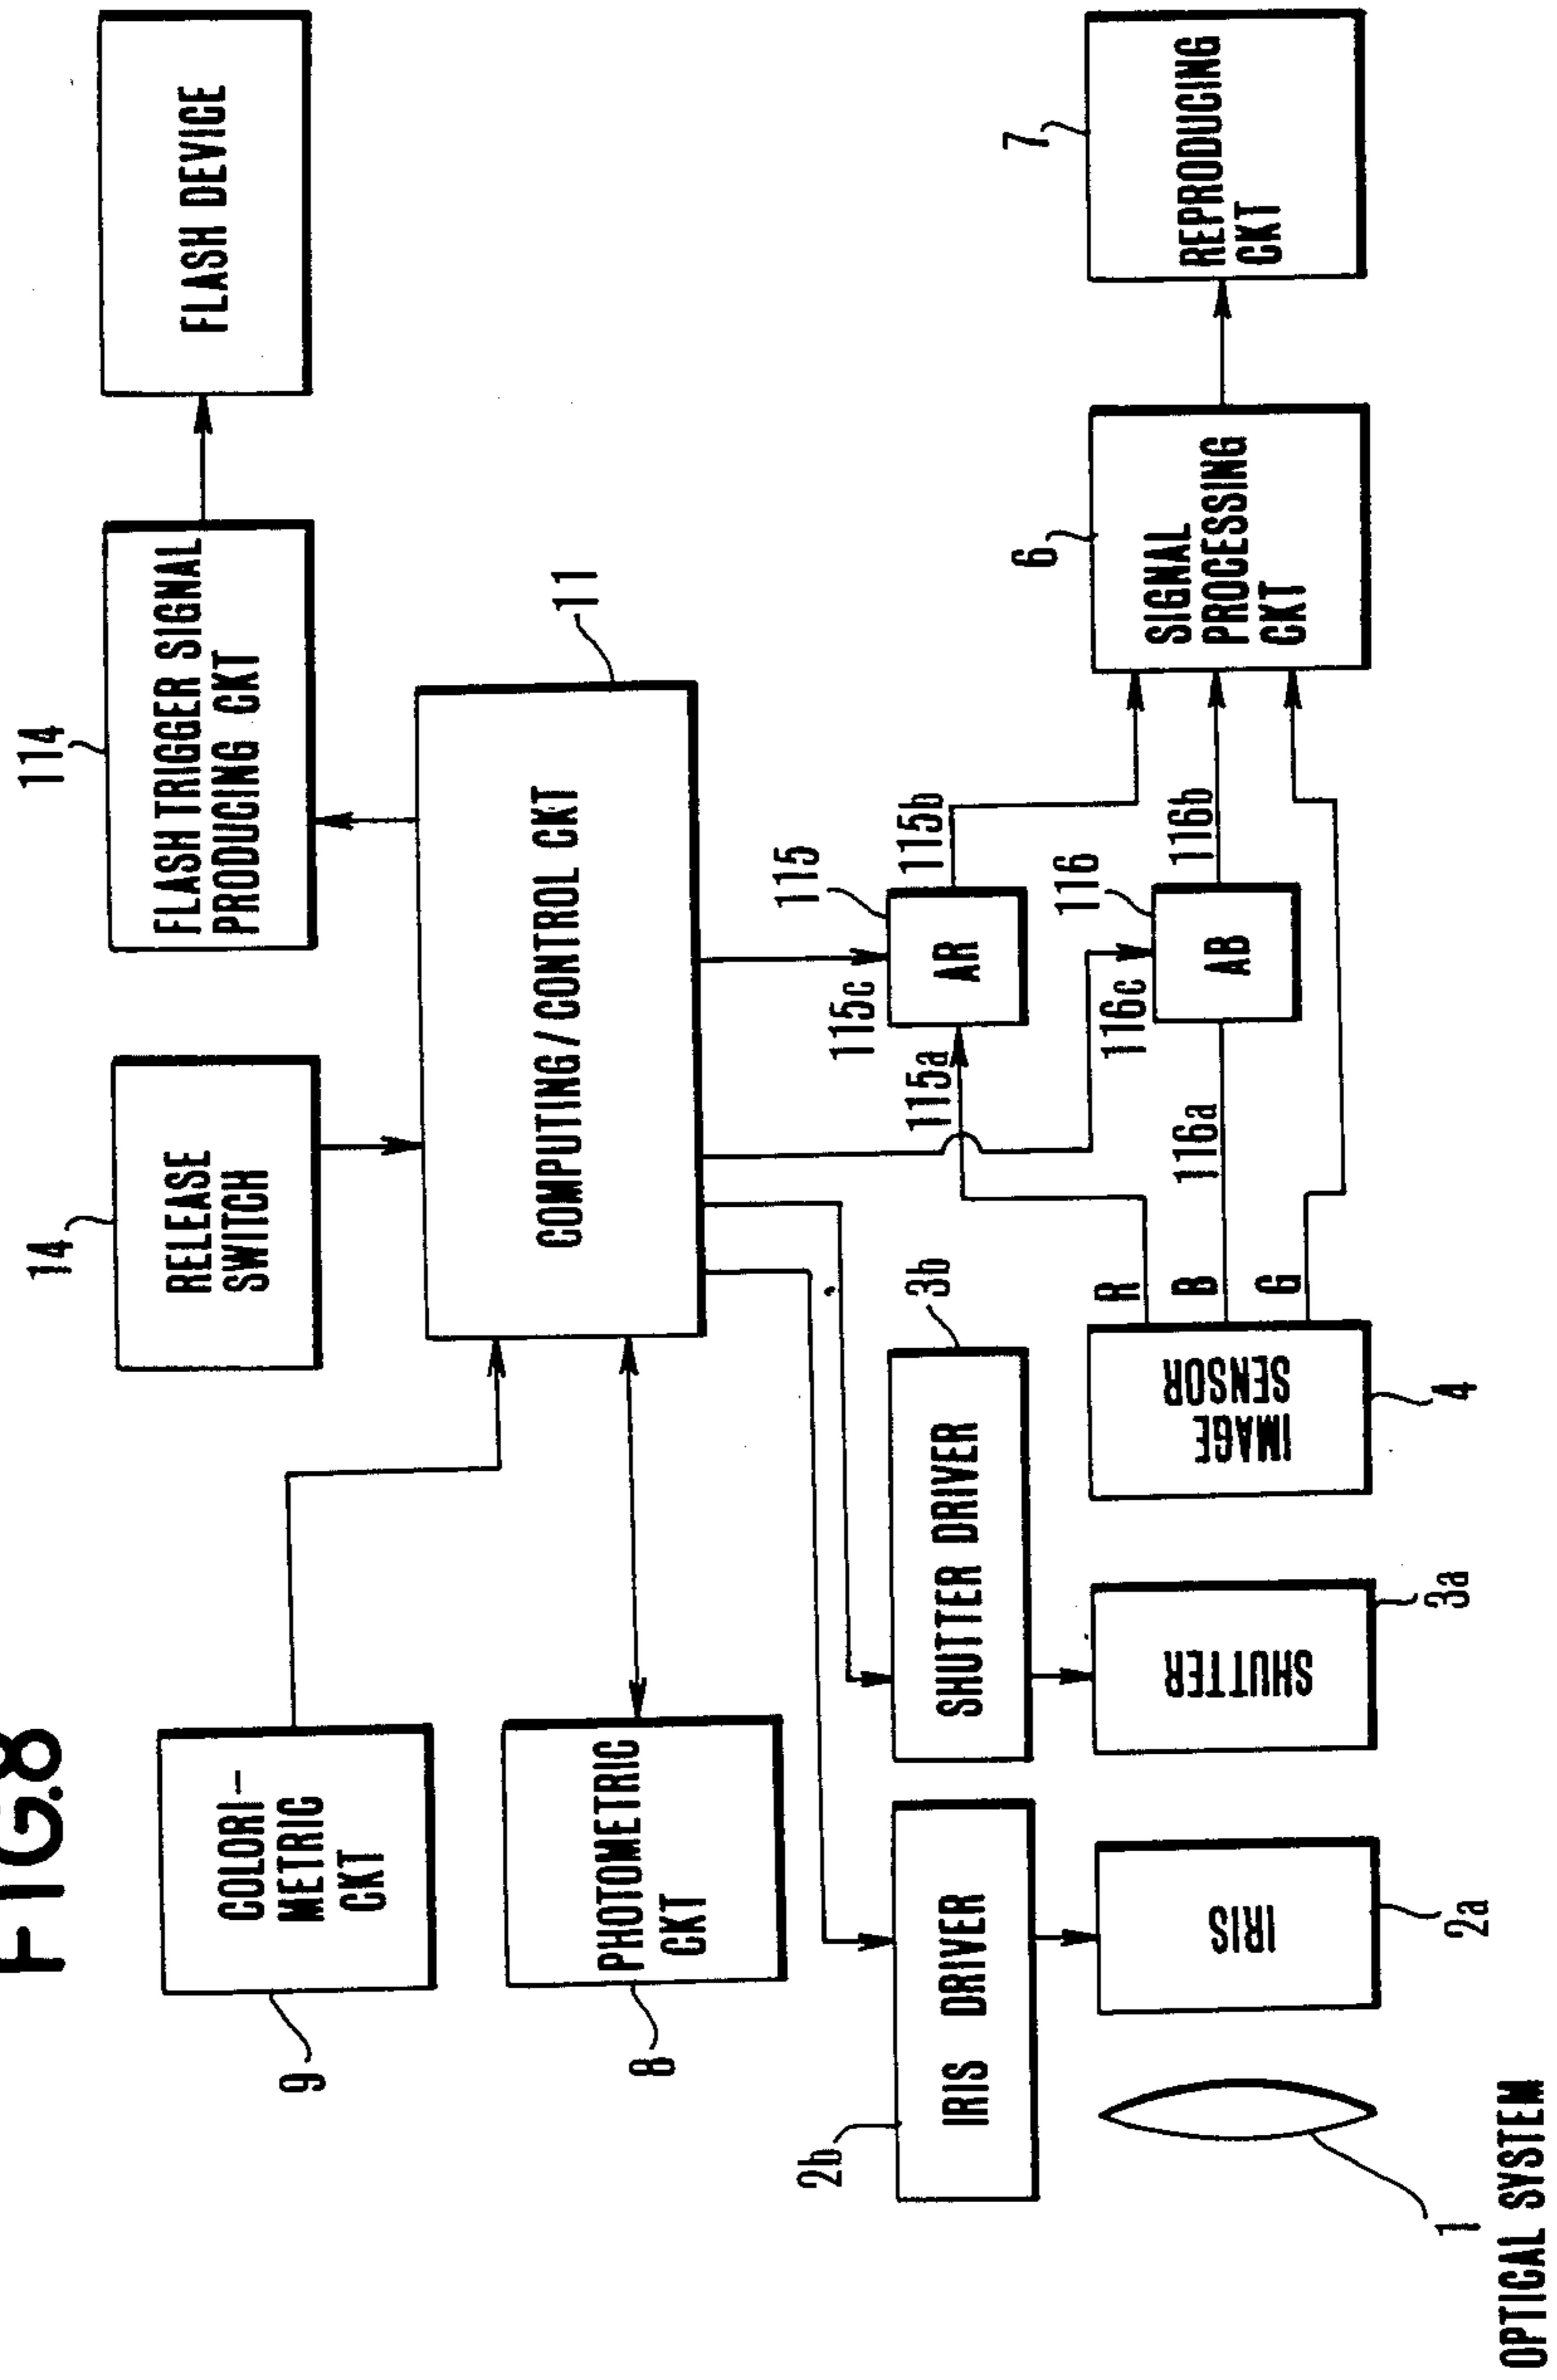 FIG.8
114
FLASH TRIGGER SIGNAL
PRODUCING CKT
FLASH DEVICE
14
RELEASE
SWITCH
9
COLORI-
METRIC
CKT
11
COMPUTING/CONTROL CKT
8
PHOTOMETRIC
CKT
2b
IRIS DRIVER
3b
SHUTTER DRIVER
115
115c
115a
AR
115b
116
116c
116a
AB
116b
R
B
G
6
SIGNAL
PROCESSING
CKT
7
REPRODUCING
CKT
IRIS
2a
SHUTTER
3a
IMAGE
SENSOR
4
1
OPTICAL SYSTEM